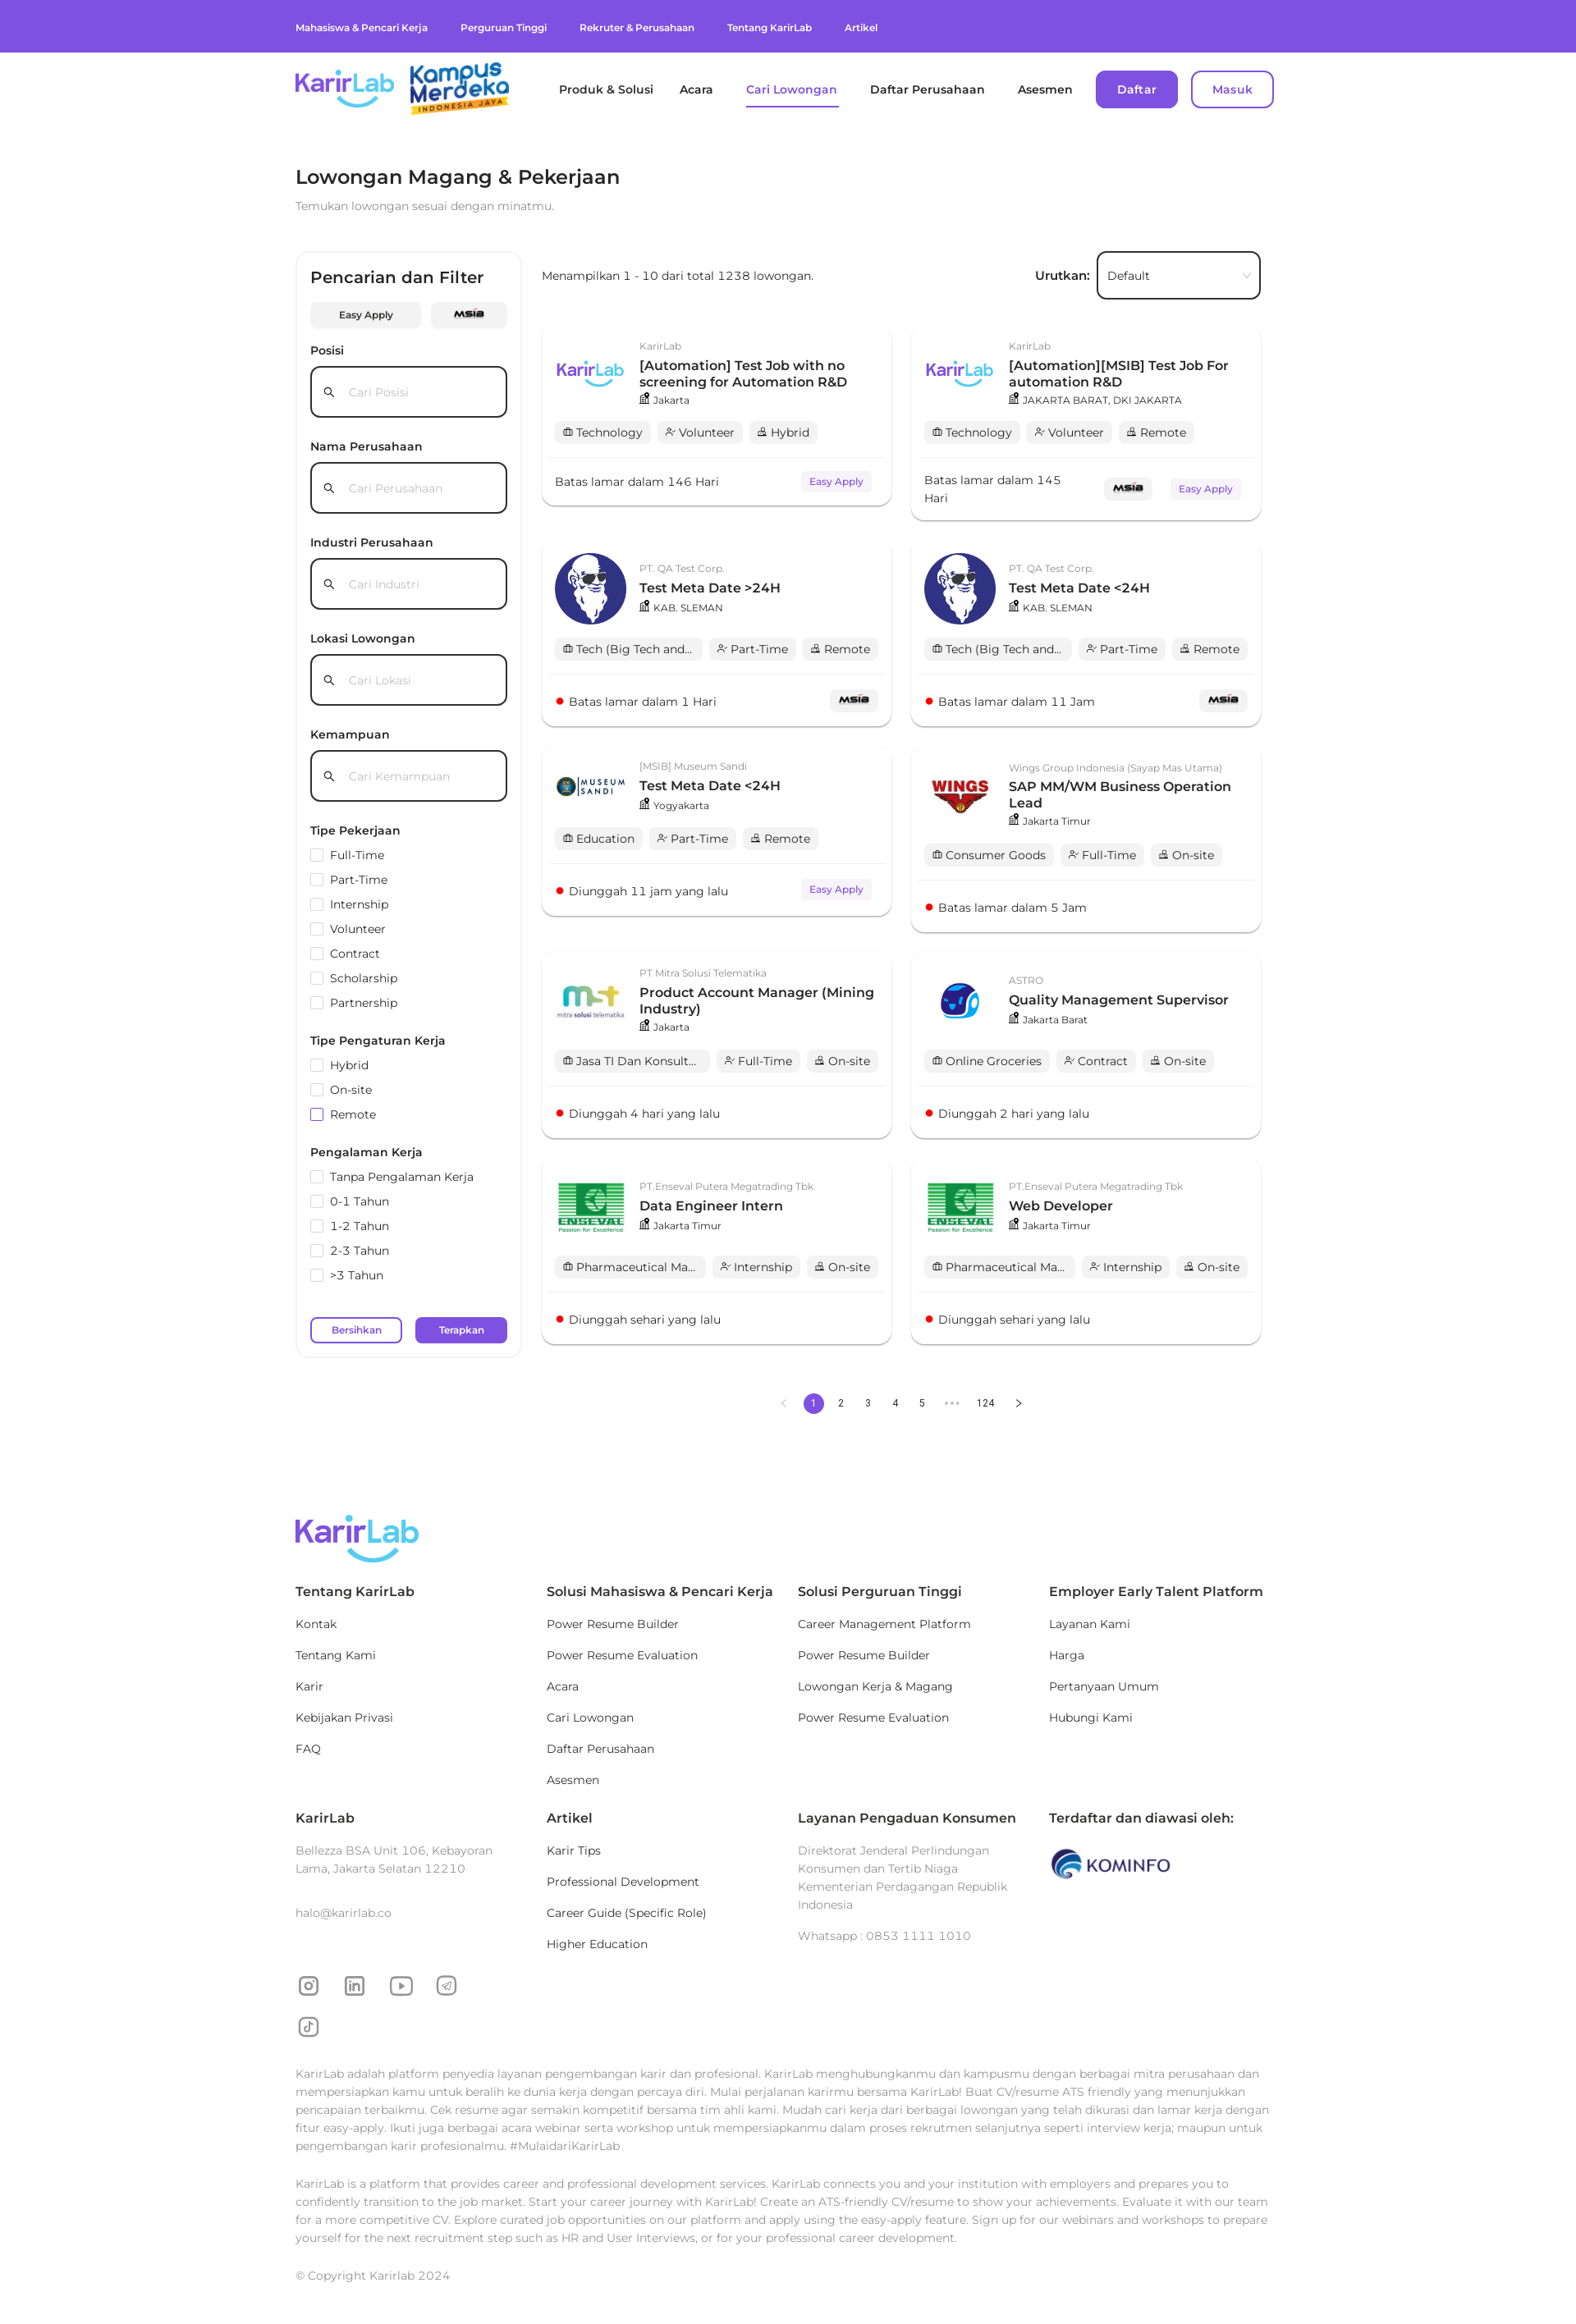 Mahasiswa & Pencari Kerja
Perguruan Tinggi
Rekruter & Perusahaan
Tentang KarirLab
Artikel
KarirLab
Kampus
Merdeka
INDONESIA JAYA
Produk & Solusi
Acara
Cari Lowongan
Daftar Perusahaan
Asesmen
Daftar
Masuk
Lowongan Magang & Pekerjaan
Temukan lowongan sesuai dengan minatmu.
Pencarian dan Filter
Easy Apply
MSIB
Posisi
Cari Posisi
Nama Perusahaan
Cari Perusahaan
Industri Perusahaan
Cari Industri
Lokasi Lowongan
Cari Lokasi
Kemampuan
Cari Kemampuan
Tipe Pekerjaan
Full-Time
Part-Time
Internship
Volunteer
Contract
Scholarship
Partnership
Tipe Pengaturan Kerja
Hybrid
On-site
Remote
Pengalaman Kerja
Tanpa Pengalaman Kerja
0-1 Tahun
1-2 Tahun
2-3 Tahun
>3 Tahun
Bersihkan
Terapkan
Menampilkan 1 - 10 dari total 1238 lowongan.
Urutkan:
Default
KarirLab
KarirLab
[Automation] Test Job with no
screening for Automation R&D
Jakarta
Technology
Volunteer
Hybrid
Batas lamar dalam 146 Hari
Easy Apply
KarirLab
KarirLab
[Automation][MSIB] Test Job For
automation R&D
JAKARTA BARAT, DKI JAKARTA
Technology
Volunteer
Remote
Batas lamar dalam 145
Hari
MSIB
Easy Apply
PT. QA Test Corp.
Test Meta Date >24H
KAB. SLEMAN
Tech (Big Tech and...
Part-Time
Remote
Batas lamar dalam 1 Hari
MSIB
PT. QA Test Corp.
Test Meta Date <24H
KAB. SLEMAN
Tech (Big Tech and...
Part-Time
Remote
Batas lamar dalam 11 Jam
MSIB
MUSEUM
SANDI
[MSIB] Museum Sandi
Test Meta Date <24H
Yogyakarta
Education
Part-Time
Remote
Diunggah 11 jam yang lalu
Easy Apply
WINGS
Wings Group Indonesia (Sayap Mas Utama)
SAP MM/WM Business Operation
Lead
Jakarta Timur
Consumer Goods
Full-Time
On-site
Batas lamar dalam 5 Jam
mst
mitra solusi telematika
PT Mitra Solusi Telematika
Product Account Manager (Mining
Industry)
Jakarta
Jasa TI Dan Konsult...
Full-Time
On-site
Diunggah 4 hari yang lalu
ASTRO
Quality Management Supervisor
Jakarta Barat
Online Groceries
Contract
On-site
Diunggah 2 hari yang lalu
ENSEVAL
Passion for Excellence
PT.Enseval Putera Megatrading Tbk
Data Engineer Intern
Jakarta Timur
Pharmaceutical Ma...
Internship
On-site
Diunggah sehari yang lalu
ENSEVAL
Passion for Excellence
PT.Enseval Putera Megatrading Tbk
Web Developer
Jakarta Timur
Pharmaceutical Ma...
Internship
On-site
Diunggah sehari yang lalu
1
2
3
4
5
•••
124
KarirLab
Tentang KarirLab
Kontak
Tentang Kami
Karir
Kebijakan Privasi
FAQ
Solusi Mahasiswa & Pencari Kerja
Power Resume Builder
Power Resume Evaluation
Acara
Cari Lowongan
Daftar Perusahaan
Asesmen
Solusi Perguruan Tinggi
Career Management Platform
Power Resume Builder
Lowongan Kerja & Magang
Power Resume Evaluation
Employer Early Talent Platform
Layanan Kami
Harga
Pertanyaan Umum
Hubungi Kami
KarirLab
Bellezza BSA Unit 106, Kebayoran
Lama, Jakarta Selatan 12210
halo@karirlab.co
Artikel
Karir Tips
Professional Development
Career Guide (Specific Role)
Higher Education
Layanan Pengaduan Konsumen
Direktorat Jenderal Perlindungan
Konsumen dan Tertib Niaga
Kementerian Perdagangan Republik
Indonesia
Whatsapp : 0853 1111 1010
Terdaftar dan diawasi oleh:
KOMINFO
KarirLab adalah platform penyedia layanan pengembangan karir dan profesional. KarirLab menghubungkanmu dan kampusmu dengan berbagai mitra perusahaan dan
mempersiapkan kamu untuk beralih ke dunia kerja dengan percaya diri. Mulai perjalanan karirmu bersama KarirLab! Buat CV/resume ATS friendly yang menunjukkan
pencapaian terbaikmu. Cek resume agar semakin kompetitif bersama tim ahli kami. Mudah cari kerja dari berbagai lowongan yang telah dikurasi dan lamar kerja dengan
fitur easy-apply. Ikuti juga berbagai acara webinar serta workshop untuk mempersiapkanmu dalam proses rekrutmen selanjutnya seperti interview kerja; maupun untuk
pengembangan karir profesionalmu. #MulaidariKarirLab
KarirLab is a platform that provides career and professional development services. KarirLab connects you and your institution with employers and prepares you to
confidently transition to the job market. Start your career journey with KarirLab! Create an ATS-friendly CV/resume to show your achievements. Evaluate it with our team
for a more competitive CV. Explore curated job opportunities on our platform and apply using the easy-apply feature. Sign up for our webinars and workshops to prepare
yourself for the next recruitment step such as HR and User Interviews, or for your professional career development.
© Copyright Karirlab 2024